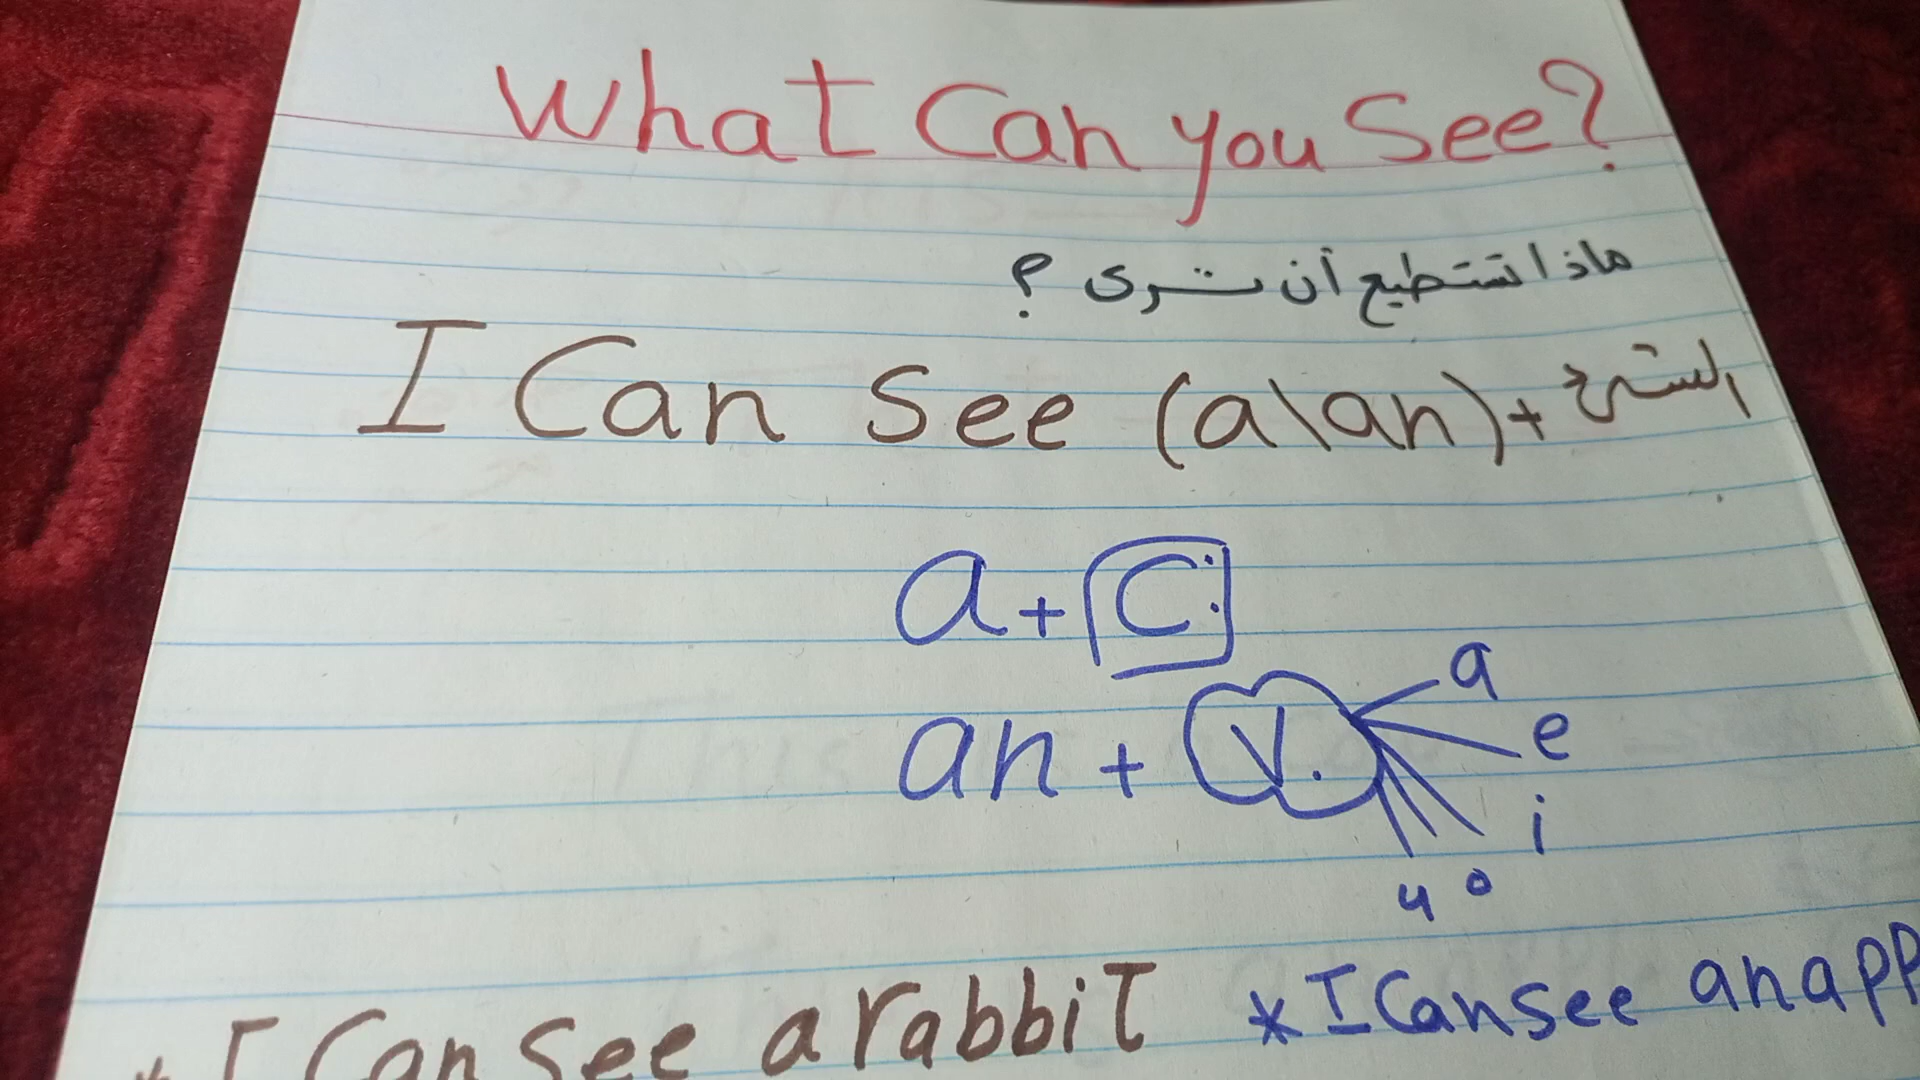 What Can you See?
ماذا تستطيع أن ترى ؟
I Can See (a\an) +
a + C.
an + V.
a
e
i
o
u
* I Can See a rabbit
* I Can see an app